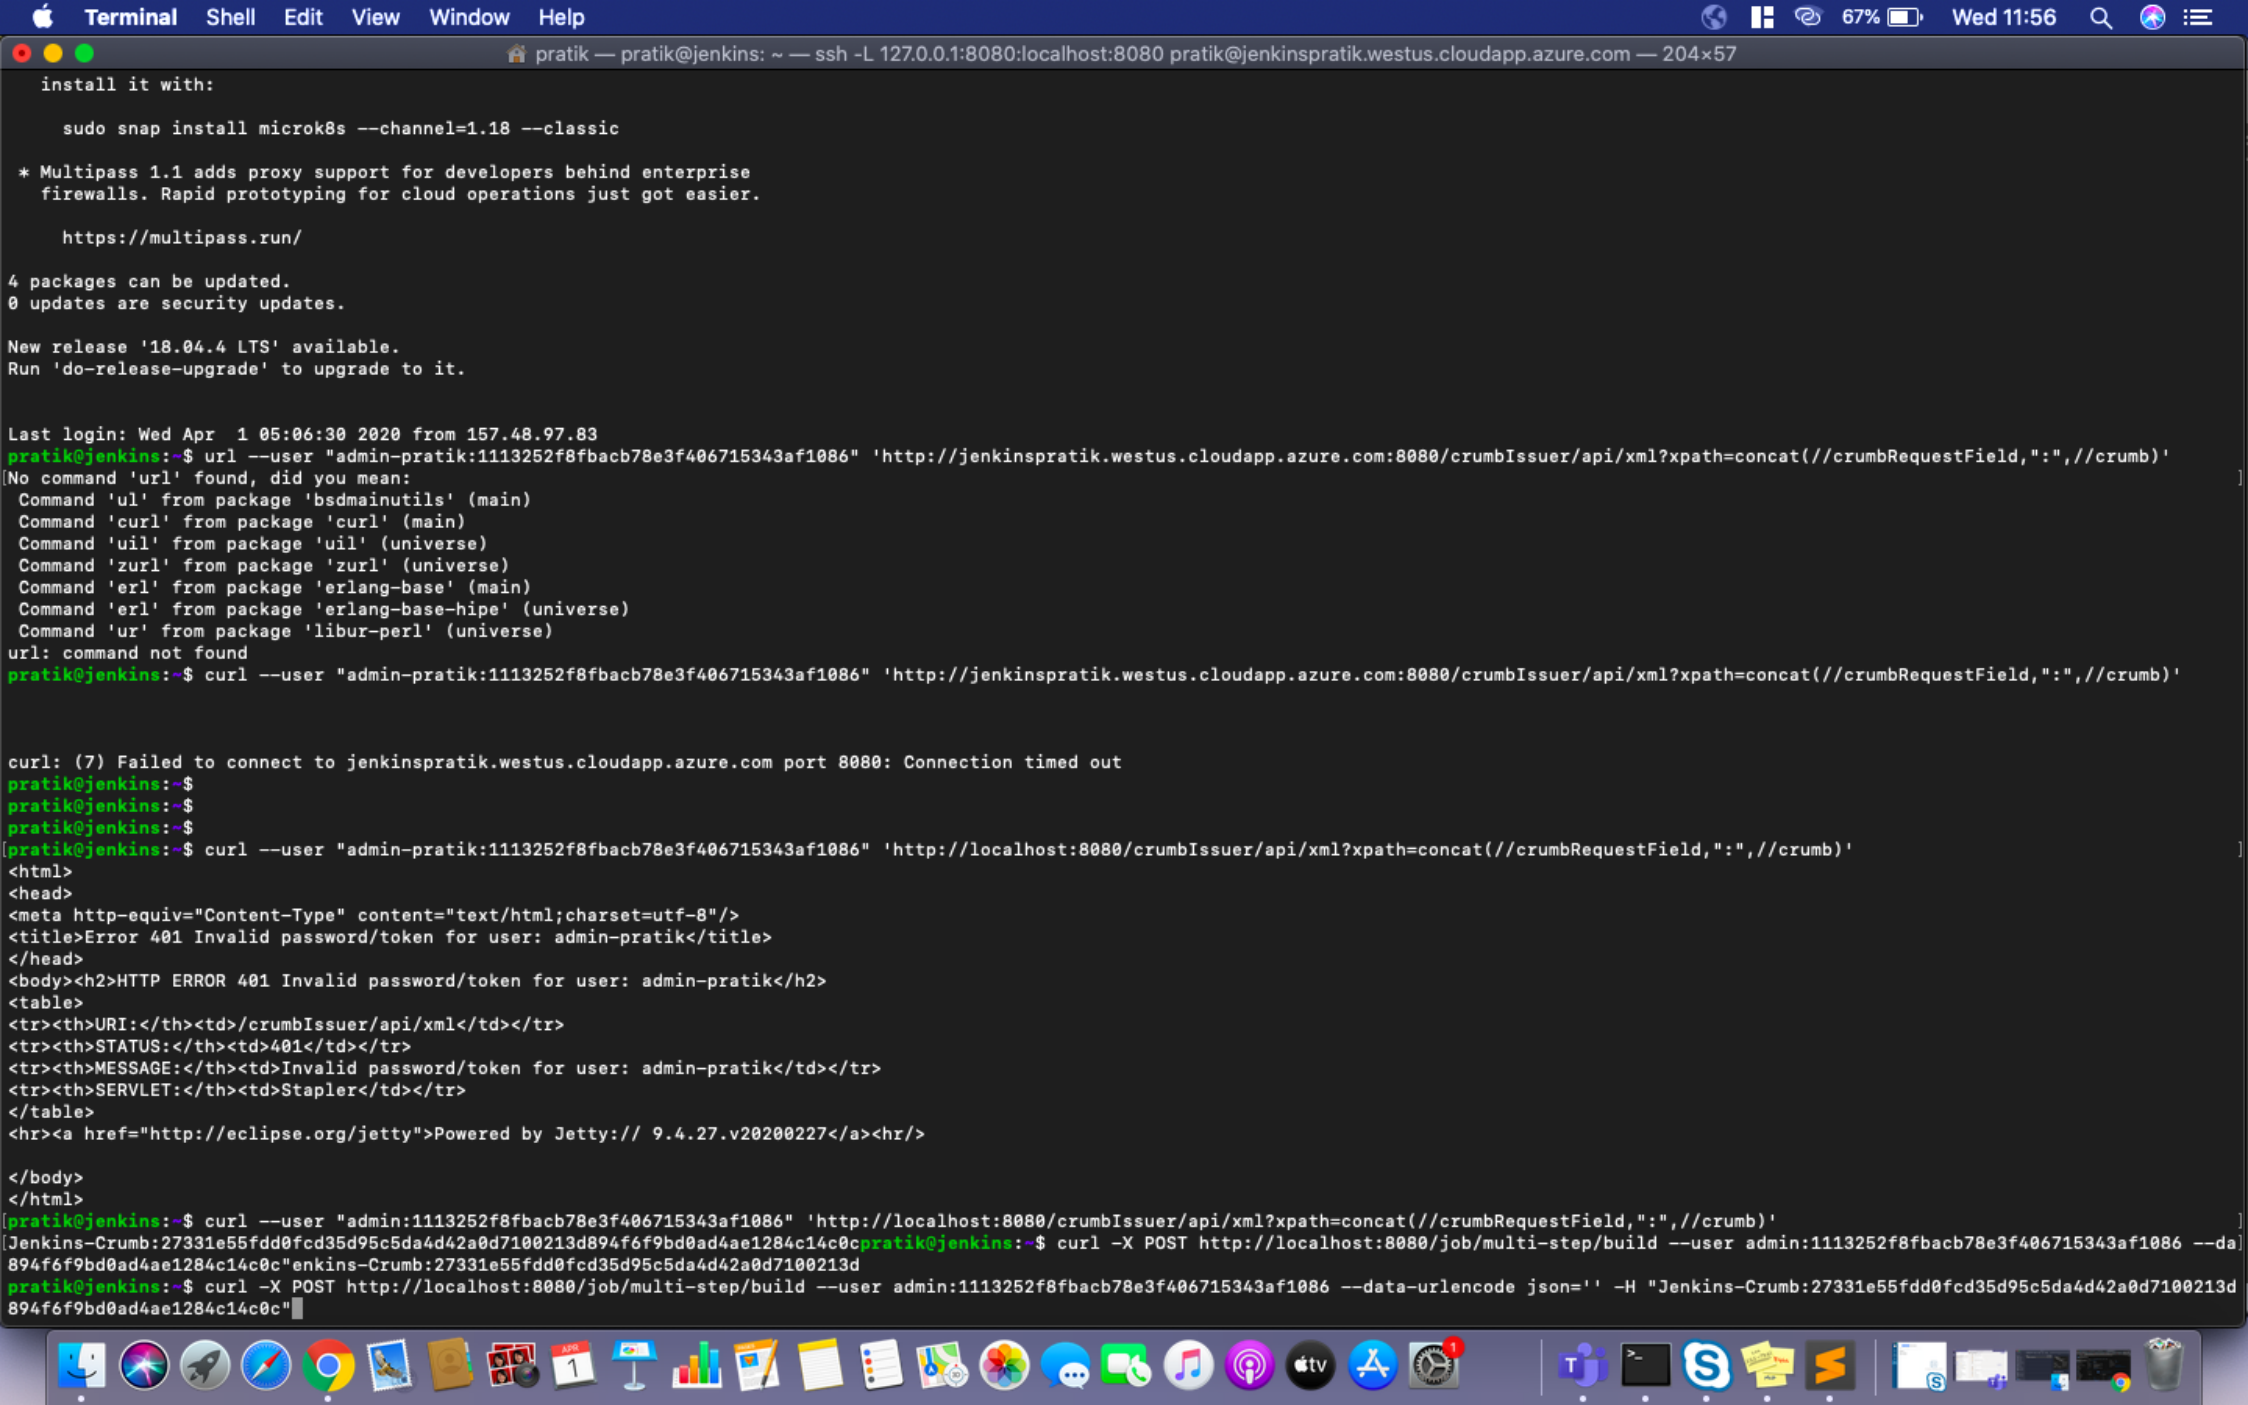 Terminal Shell Edit View Window Help 67% Wed 11:56
pratik — pratik@jenkins: ~ — ssh -L 127.0.0.1:8080:localhost:8080 pratik@jenkinspratik.westus.cloudapp.azure.com — 204×57
install it with:
sudo snap install microk8s --channel=1.18 --classic
* Multipass 1.1 adds proxy support for developers behind enterprise
firewalls. Rapid prototyping for cloud operations just got easier.
https://multipass.run/
4 packages can be updated.
0 updates are security updates.
New release '18.04.4 LTS' available.
Run 'do-release-upgrade' to upgrade to it.
Last login: Wed Apr  1 05:06:30 2020 from 157.48.97.83
pratik@jenkins:~$ url --user "admin-pratik:1113252f8fbacb78e3f406715343af1086" 'http://jenkinspratik.westus.cloudapp.azure.com:8080/crumbIssuer/api/xml?xpath=concat(//crumbRequestField,":",//crumb)'
[No command 'url' found, did you mean: ]
Command 'ul' from package 'bsdmainutils' (main)
Command 'curl' from package 'curl' (main)
Command 'uil' from package 'uil' (universe)
Command 'zurl' from package 'zurl' (universe)
Command 'erl' from package 'erlang-base' (main)
Command 'erl' from package 'erlang-base-hipe' (universe)
Command 'ur' from package 'libur-perl' (universe)
url: command not found
pratik@jenkins:~$ curl --user "admin-pratik:1113252f8fbacb78e3f406715343af1086" 'http://jenkinspratik.westus.cloudapp.azure.com:8080/crumbIssuer/api/xml?xpath=concat(//crumbRequestField,":",//crumb)'
curl: (7) Failed to connect to jenkinspratik.westus.cloudapp.azure.com port 8080: Connection timed out
pratik@jenkins:~$
pratik@jenkins:~$
pratik@jenkins:~$
[pratik@jenkins:~$ curl --user "admin-pratik:1113252f8fbacb78e3f406715343af1086" 'http://localhost:8080/crumbIssuer/api/xml?xpath=concat(//crumbRequestField,":",//crumb)' ]
<html>
<head>
<meta http-equiv="Content-Type" content="text/html;charset=utf-8"/>
<title>Error 401 Invalid password/token for user: admin-pratik</title>
</head>
<body><h2>HTTP ERROR 401 Invalid password/token for user: admin-pratik</h2>
<table>
<tr><th>URI:</th><td>/crumbIssuer/api/xml</td></tr>
<tr><th>STATUS:</th><td>401</td></tr>
<tr><th>MESSAGE:</th><td>Invalid password/token for user: admin-pratik</td></tr>
<tr><th>SERVLET:</th><td>Stapler</td></tr>
</table>
<hr><a href="http://eclipse.org/jetty">Powered by Jetty:// 9.4.27.v20200227</a><hr/>
</body>
</html>
[pratik@jenkins:~$ curl --user "admin:1113252f8fbacb78e3f406715343af1086" 'http://localhost:8080/crumbIssuer/api/xml?xpath=concat(//crumbRequestField,":",//crumb)' ]
[Jenkins-Crumb:27331e55fdd0fcd35d95c5da4d42a0d7100213d894f6f9bd0ad4ae1284c14c0cpratik@jenkins:~$ curl -X POST http://localhost:8080/job/multi-step/build --user admin:1113252f8fbacb78e3f406715343af1086 --da]
894f6f9bd0ad4ae1284c14c0c"enkins-Crumb:27331e55fdd0fcd35d95c5da4d42a0d7100213d
pratik@jenkins:~$ curl -X POST http://localhost:8080/job/multi-step/build --user admin:1113252f8fbacb78e3f406715343af1086 --data-urlencode json='' -H "Jenkins-Crumb:27331e55fdd0fcd35d95c5da4d42a0d7100213d
894f6f9bd0ad4ae1284c14c0c"
APR
1
tv
1
T
>_
S